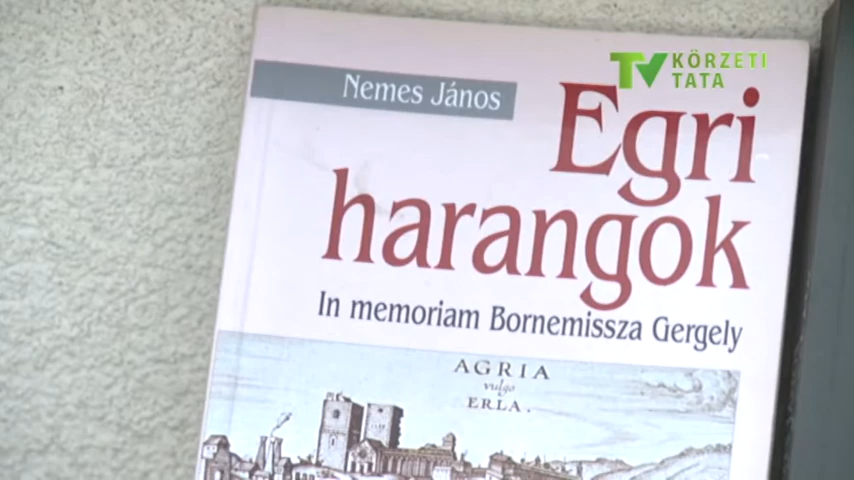 TV KÖRZETI
TATA
Nemes János
Egri
harangok
In memoriam Bornemissza Gergely
AGRIA
vulgo
ERLA.